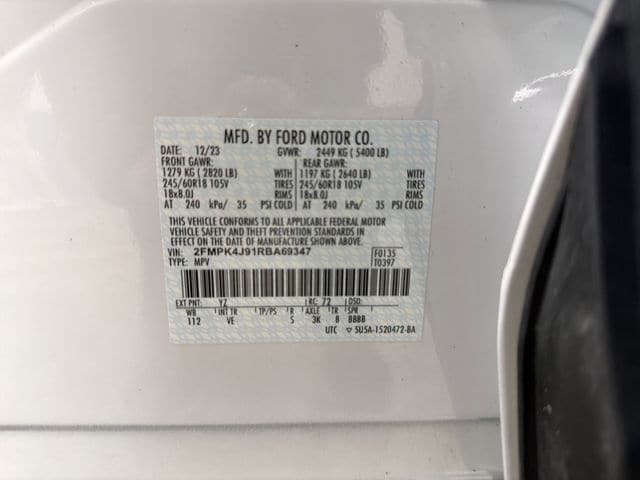 MFD. BY FORD MOTOR CO.
DATE: 12/23 GVWR: 2449 KG ( 5400 LB)
FRONT GAWR: REAR GAWR:
1279 KG ( 2820 LB) WITH 1197 KG ( 2640 LB) WITH
245/60R18 105V TIRES 245/60R18 105V TIRES
18x8.0J RIMS 18x8.0J RIMS
AT 240 kPa/ 35 PSI COLD AT 240 kPa/ 35 PSI COLD
THIS VEHICLE CONFORMS TO ALL APPLICABLE FEDERAL MOTOR
VEHICLE SAFETY AND THEFT PREVENTION STANDARDS IN
EFFECT ON THE DATE OF MANUFACTURE SHOWN ABOVE.
VIN: 2FMPK4J91RBA69347 F0135
TYPE: MPV T0397
EXT PNT: YZ RC: 72 DSO:
WB INT TR TP/PS R AXLE TR SPR
112 VE S 3K 8 BBBB
UTC ▽ SU5A-1520472-BA